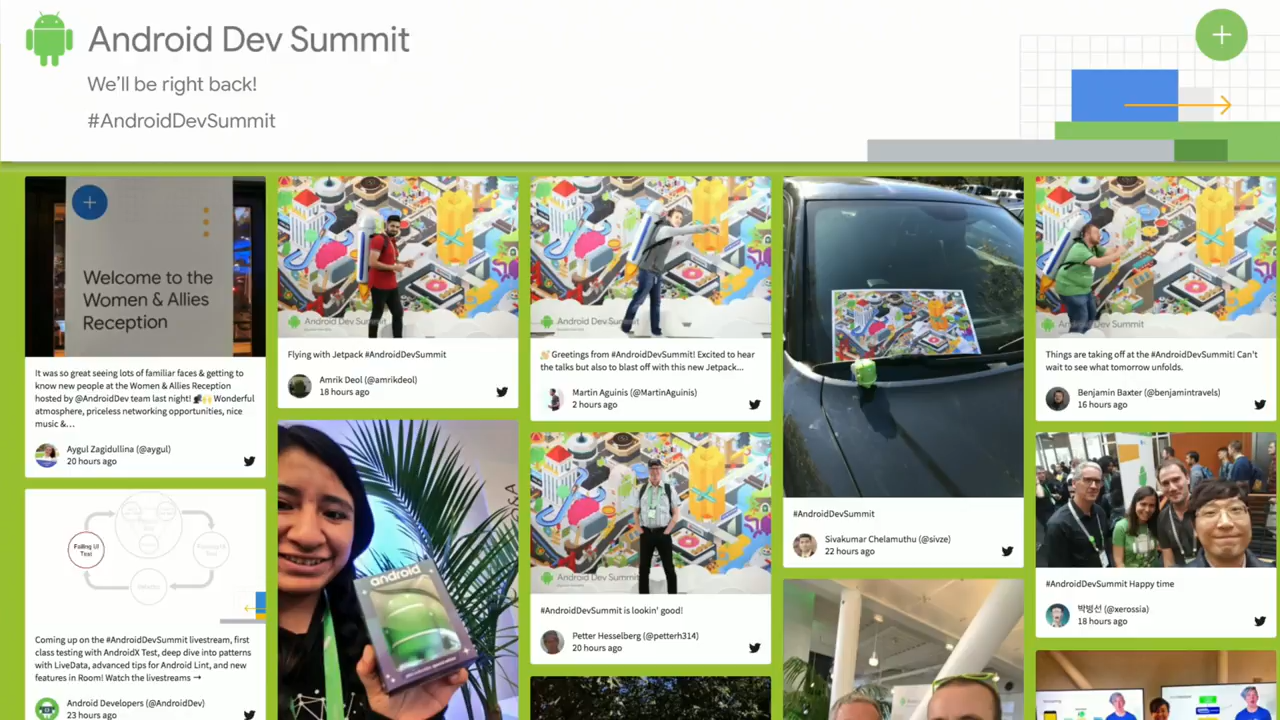 Android Dev Summit
We'll be right back!
#AndroidDevSummit
Welcome to the
Women & Allies
Reception
It was so great seeing lots of familiar faces & getting to
know new people at the Women & Allies Reception
hosted by @AndroidDev team last night! Wonderful
atmosphere, priceless networking opportunities, nice
music &...
Aygul Zagidullina (@aygul)
20 hours ago
Failing UI
Test
Coming up on the #AndroidDevSummit livestream, first
class testing with AndroidX Test, deep dive into patterns
with LiveData, advanced tips for Android Lint, and new
features in Room! Watch the livestreams →
Android Developers (@AndroidDev)
23 hours ago
Android Dev Summit
Flying with Jetpack #AndroidDevSummit
Amrik Deol (@amrikdeol)
18 hours ago
android
Android Dev Summit
Greetings from #AndroidDevSummit! Excited to hear
the talks but also to blast off with this new Jetpack...
Martin Aguinis (@MartinAguinis)
2 hours ago
Android Dev Summit
#AndroidDevSummit is lookin' good!
Petter Hesselberg (@petterh314)
20 hours ago
#AndroidDevSummit
Sivakumar Chelamuthu (@sivze)
22 hours ago
Android Dev Summit
Things are taking off at the #AndroidDevSummit! Can't
wait to see what tomorrow unfolds.
Benjamin Baxter (@benjamintravels)
16 hours ago
#AndroidDevSummit Happy time
박병선 (@xerossia)
18 hours ago